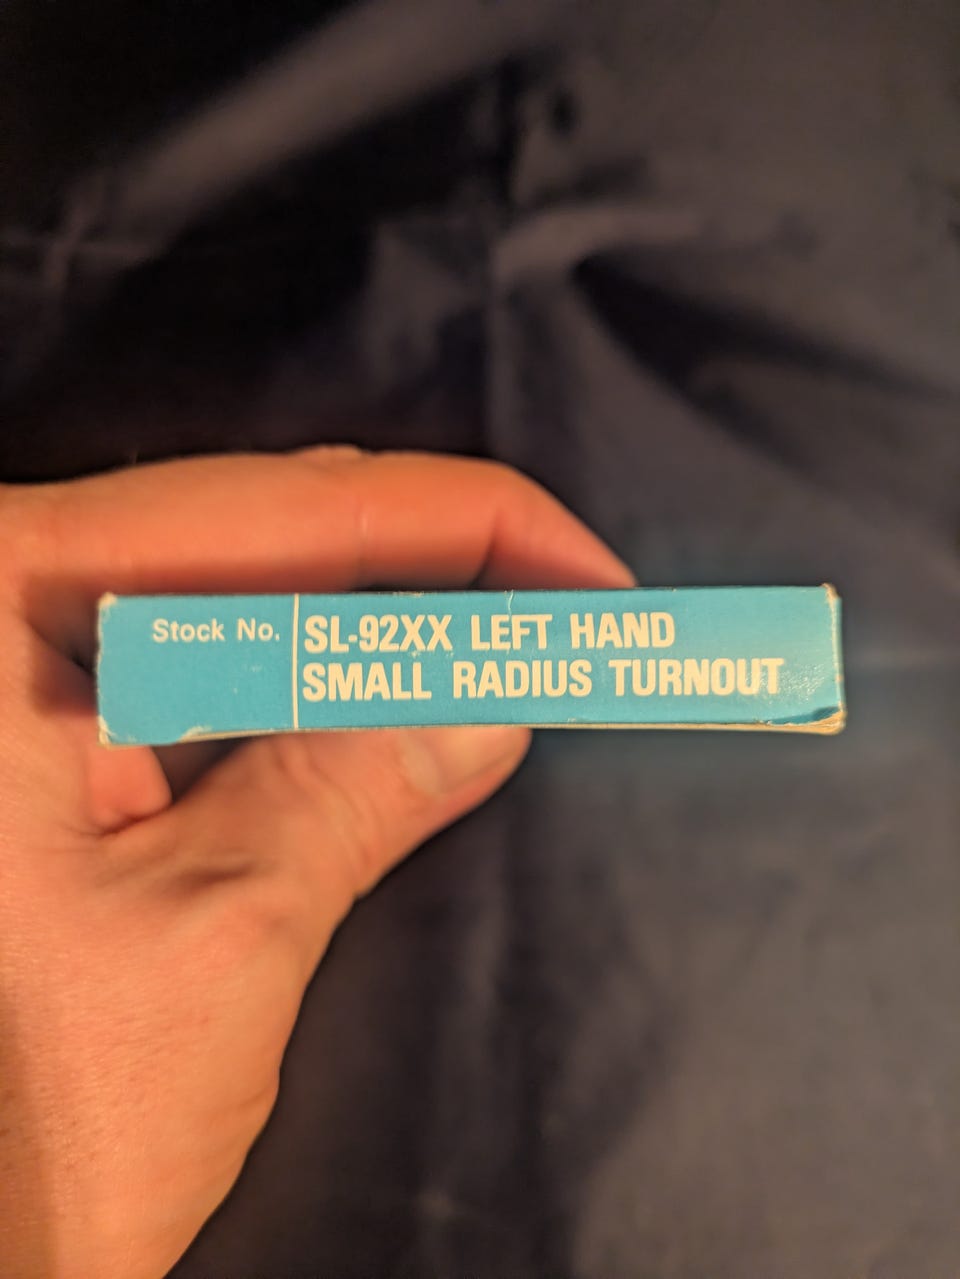 Stock No.
SL-92XX LEFT HAND
SMALL RADIUS TURNOUT